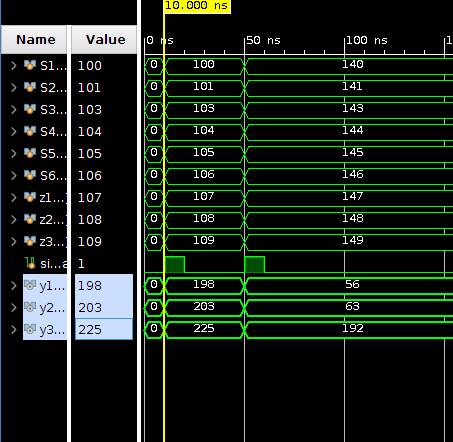 10.000 ns
Name Value 0 ns 50 ns 100 ns 1
S1... 100 0 100 140
S2... 101 0 101 141
S3... 103 0 103 143
S4... 104 0 104 144
S5... 105 0 105 145
S6... 106 0 106 146
z1... 107 0 107 147
z2... 108 0 108 148
z3... 109 0 109 149
si...a 1
y1... 198 0 198 56
y2... 203 0 203 63
y3... 225 0 225 192